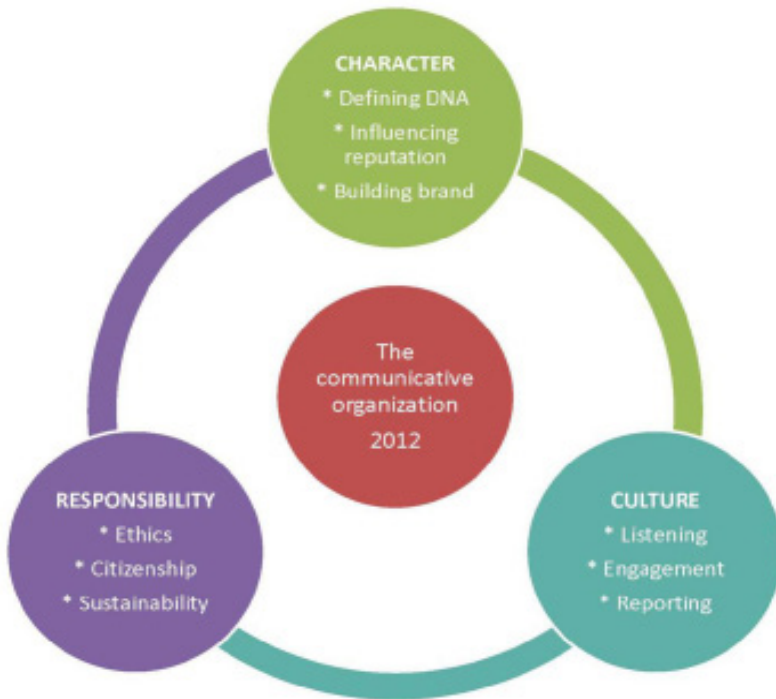 CHARACTER
* Defining DNA
* Influencing
reputation
* Building brand
The
communicative
organization
2012
RESPONSIBILITY
* Ethics
* Citizenship
* Sustainability
CULTURE
* Listening
* Engagement
* Reporting